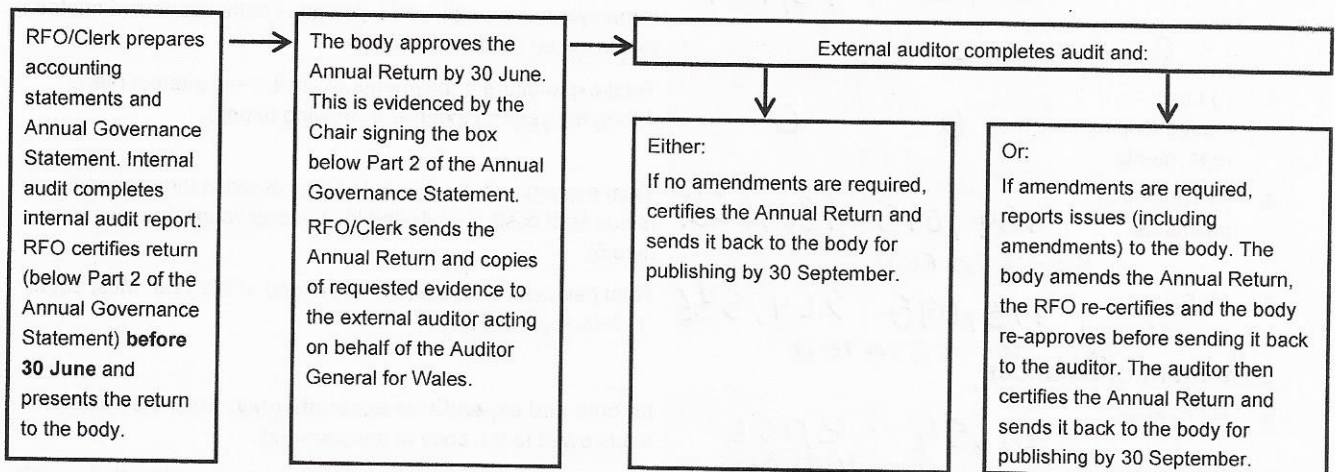 RFO/Clerk prepares
accounting
statements and
Annual Governance
Statement. Internal
audit completes
internal audit report.
RFO certifies return
(below Part 2 of the
Annual Governance
Statement) before
30 June and
presents the return
to the body.
The body approves the
Annual Return by 30 June.
This is evidenced by the
Chair signing the box
below Part 2 of the Annual
Governance Statement.
RFO/Clerk sends the
Annual Return and copies
of requested evidence to
the external auditor acting
on behalf of the Auditor
General for Wales.
External auditor completes audit and:
Either:
If no amendments are required,
certifies the Annual Return and
sends it back to the body for
publishing by 30 September.
Or:
If amendments are required,
reports issues (including
amendments) to the body. The
body amends the Annual Return,
the RFO re-certifies and the body
re-approves before sending it back
to the auditor. The auditor then
certifies the Annual Return and
sends it back to the body for
publishing by 30 September.